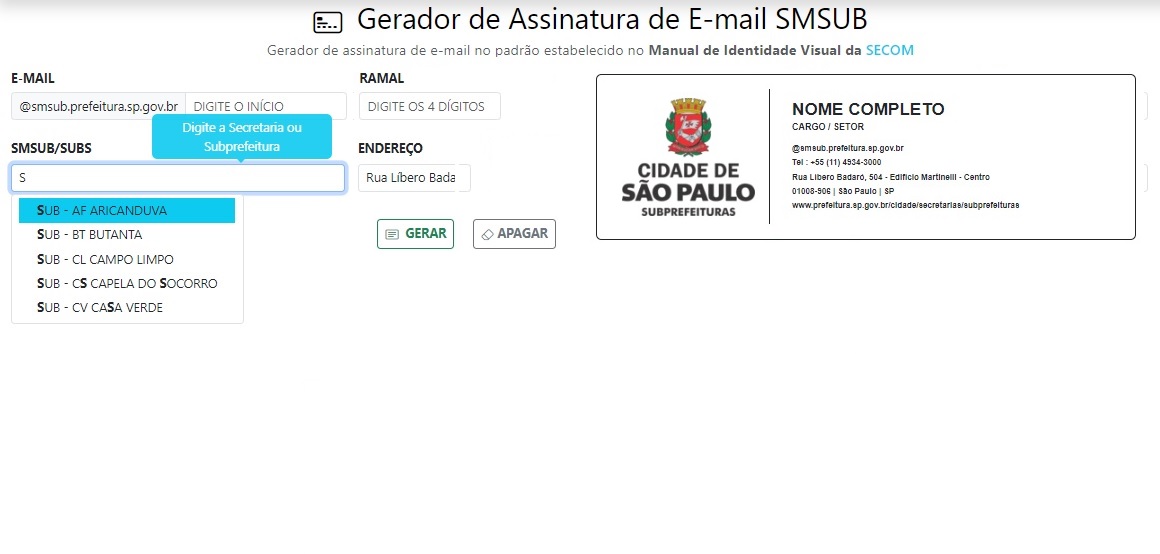 Gerador de Assinatura de E-mail SMSUB
Gerador de assinatura de e-mail no padrão estabelecido no Manual de Identidade Visual da SECOM
E-MAIL
@smsub.prefeitura.sp.gov.br DIGITE O INÍCIO
RAMAL
DIGITE OS 4 DÍGITOS
Digite a Secretaria ou
Subprefeitura
SMSUB/SUBS
S
ENDEREÇO
Rua Líbero Bada
SUB - AF ARICANDUVA
SUB - BT BUTANTA
SUB - CL CAMPO LIMPO
SUB - CS CAPELA DO SOCORRO
SUB - CV CASA VERDE
GERAR
APAGAR
CIDADE DE
SÃO PAULO
SUBPREFEITURAS
NOME COMPLETO
CARGO / SETOR
@smsub.prefeitura.sp.gov.br
Tel : +55 (11) 4934-3000
Rua Líbero Badaró, 504 - Edifício Martinelli - Centro
01008-906 | São Paulo | SP
www.prefeitura.sp.gov.br/cidade/secretarias/subprefeituras